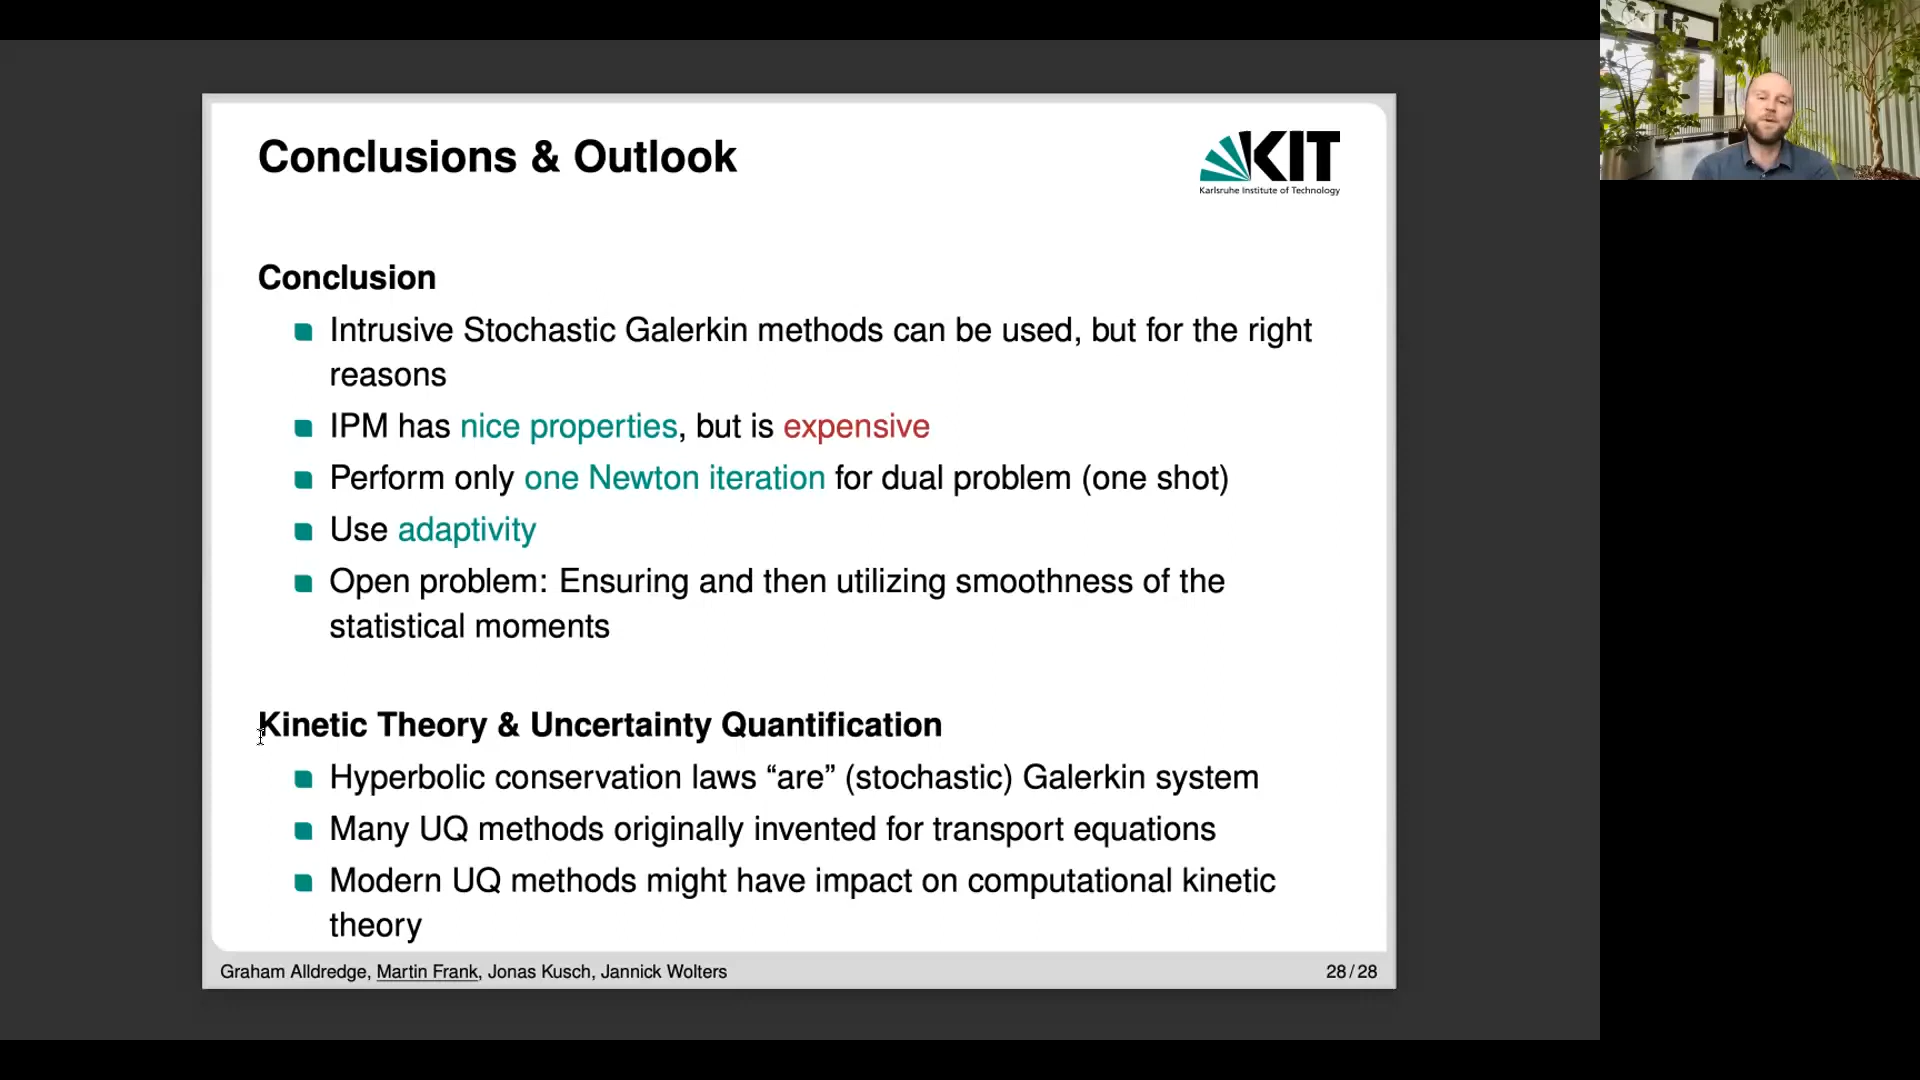 Conclusions & Outlook
KIT
Karlsruhe Institute of Technology
Conclusion
Intrusive Stochastic Galerkin methods can be used, but for the right
reasons
IPM has nice properties, but is expensive
Perform only one Newton iteration for dual problem (one shot)
Use adaptivity
Open problem: Ensuring and then utilizing smoothness of the
statistical moments
Kinetic Theory & Uncertainty Quantification
Hyperbolic conservation laws “are” (stochastic) Galerkin system
Many UQ methods originally invented for transport equations
Modern UQ methods might have impact on computational kinetic
theory
Graham Alldredge, Martin Frank, Jonas Kusch, Jannick Wolters
28/28
KIT